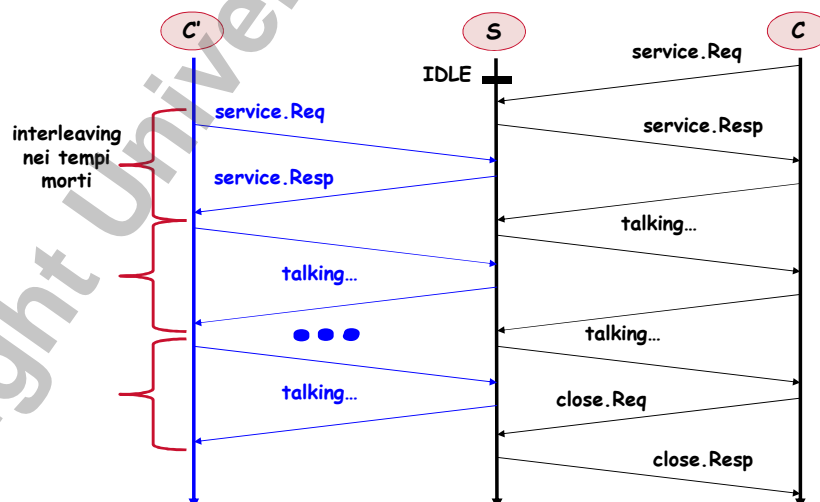 C'
S
C
service.Req
IDLE
service.Req
service.Resp
interleaving
nei tempi
morti
service.Resp
talking…
talking…
talking…
talking…
close.Req
close.Resp